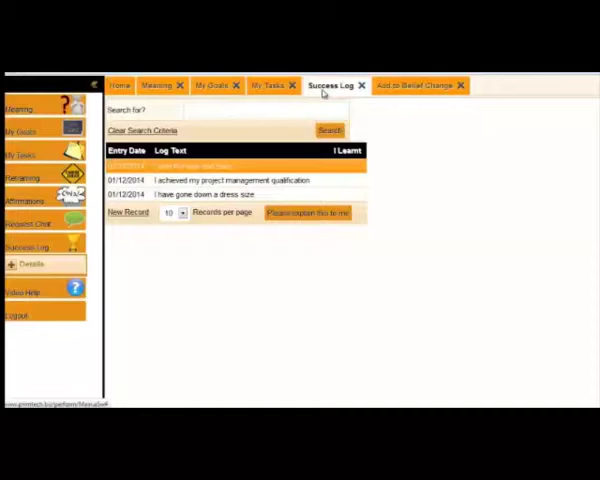 Home Meaning X My Goals X My Tasks X Success Log X Add to Belief Change X
Search for?
Clear Search Criteria Search
Entry Date Log Text I Learnt
01/12/2014 I achieved my project management qualification
01/12/2014 I have gone down a dress size
New Record 10 Records per page Please explain this to me
Meaning
My Goals
My Tasks
Reframing
Affirmations
Request Chat
Success Log
+ Details
Video Help
Logout